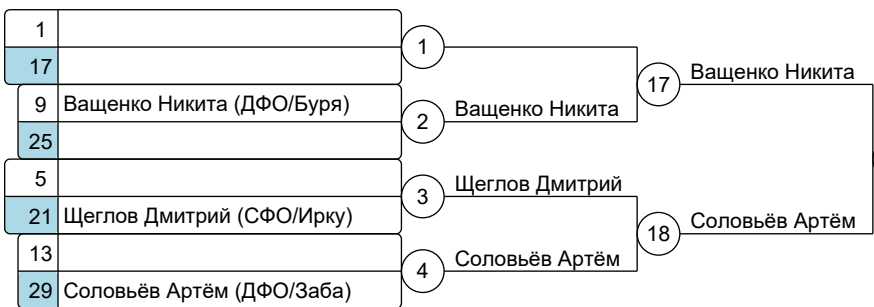 1
17
1
9 Ващенко Никита (ДФО/Буря)
25
2
Ващенко Никита
17
Ващенко Никита
5
21 Щеглов Дмитрий (СФО/Ирку)
3
Щеглов Дмитрий
13
29 Соловьёв Артём (ДФО/Заба)
4
Соловьёв Артём
18
Соловьёв Артём